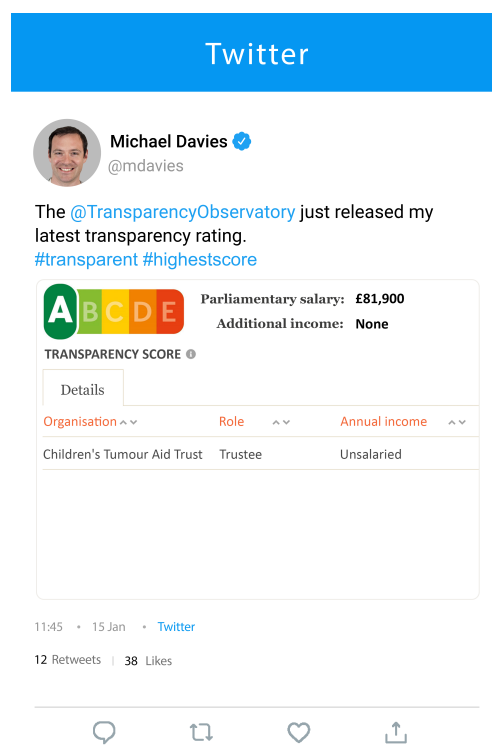 Twitter
Michael Davies
@mdavies
The @TransparencyObservatory just released my
latest transparency rating.
#transparent #highestscore
A B C D E
TRANSPARENCY SCORE i
Parliamentary salary: £81,900
Additional income: None
Details
Organisation Role Annual income
Children's Tumour Aid Trust Trustee Unsalaried
11:45 • 15 Jan • Twitter
12 Retweets | 38 Likes